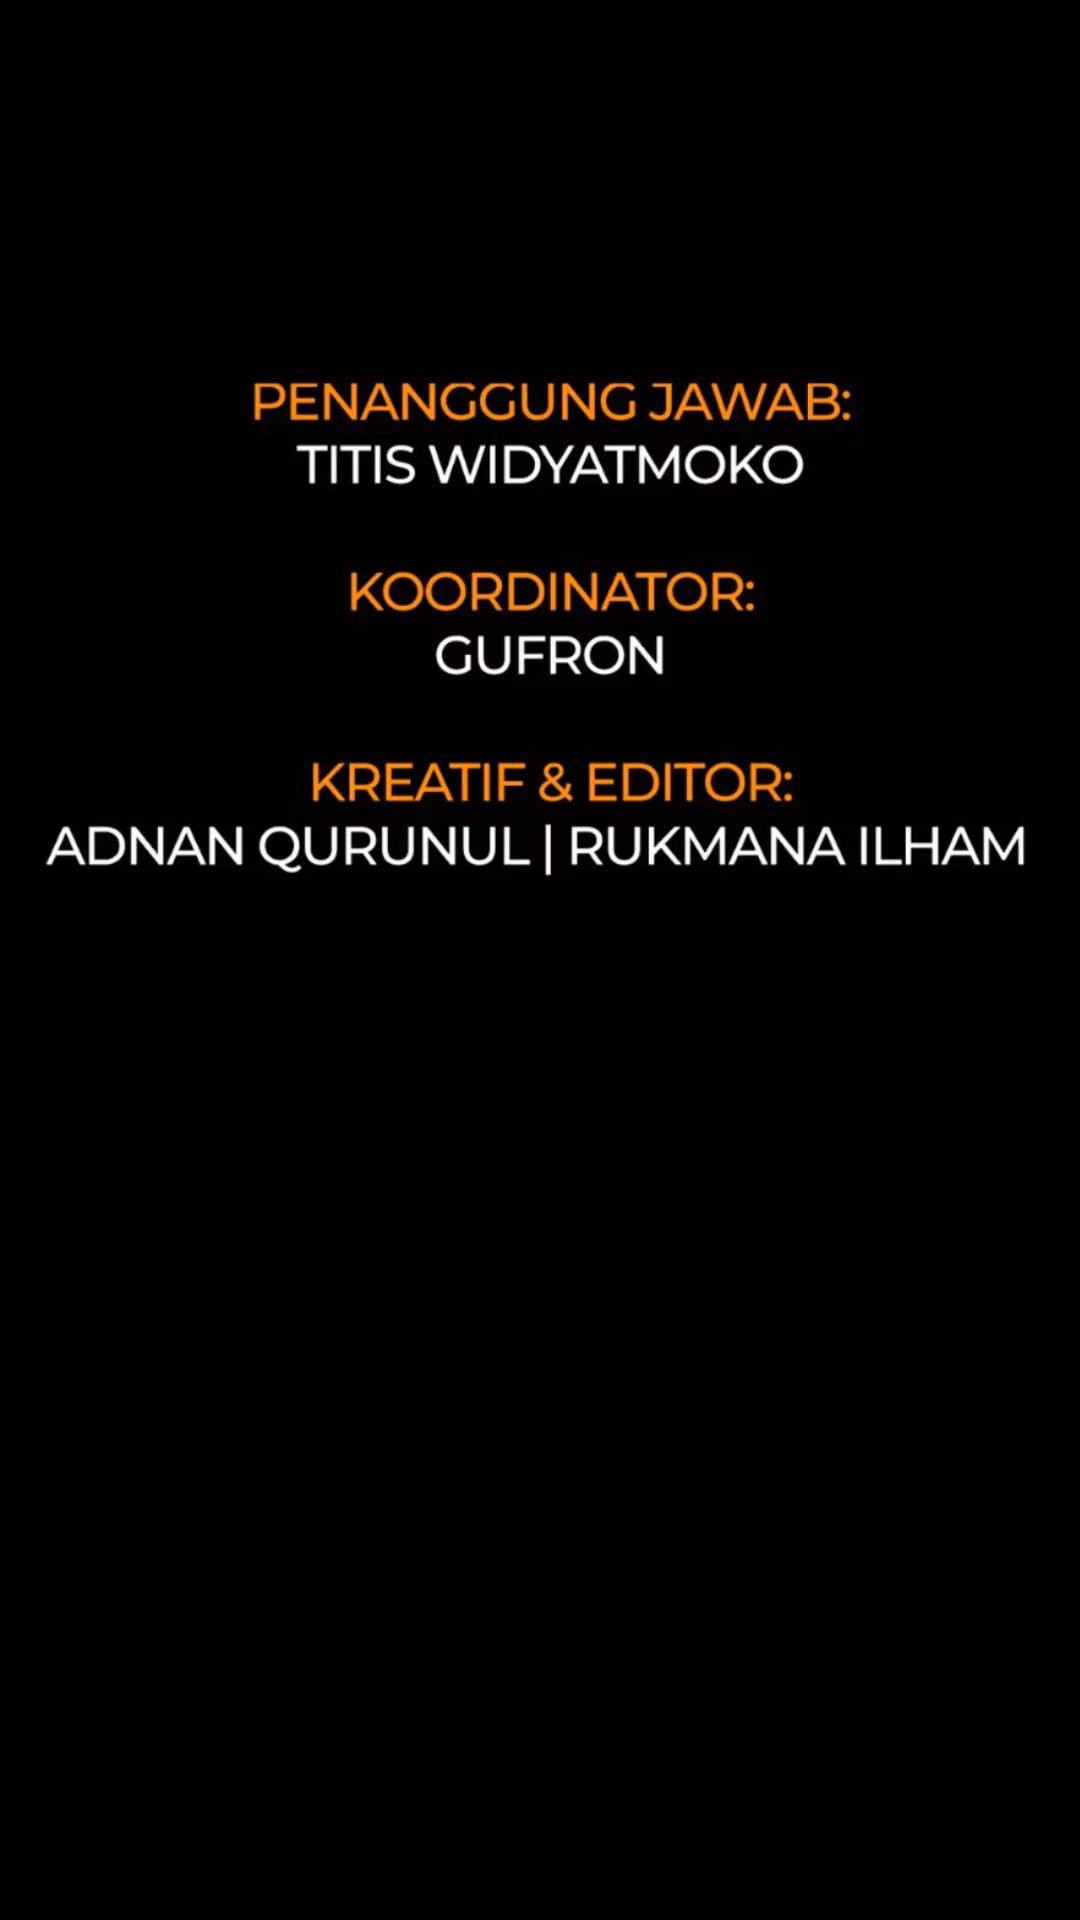 PENANGGUNG JAWAB:
TITIS WIDYATMOKO
KOORDINATOR:
GUFRON
KREATIF & EDITOR:
ADNAN QURUNUL | RUKMANA ILHAM